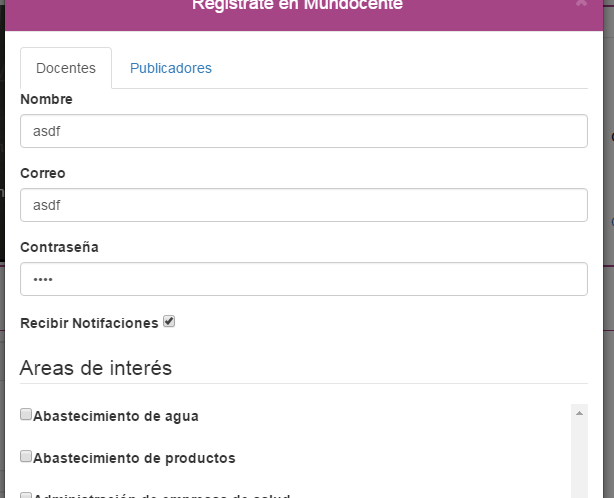 Regístrate en Mundocente
×
Docentes Publicadores
Nombre
asdf
Correo
asdf
Contraseña
••••
Recibir Notifaciones
Areas de interés
Abastecimiento de agua
Abastecimiento de productos
Administración de empresas de salud